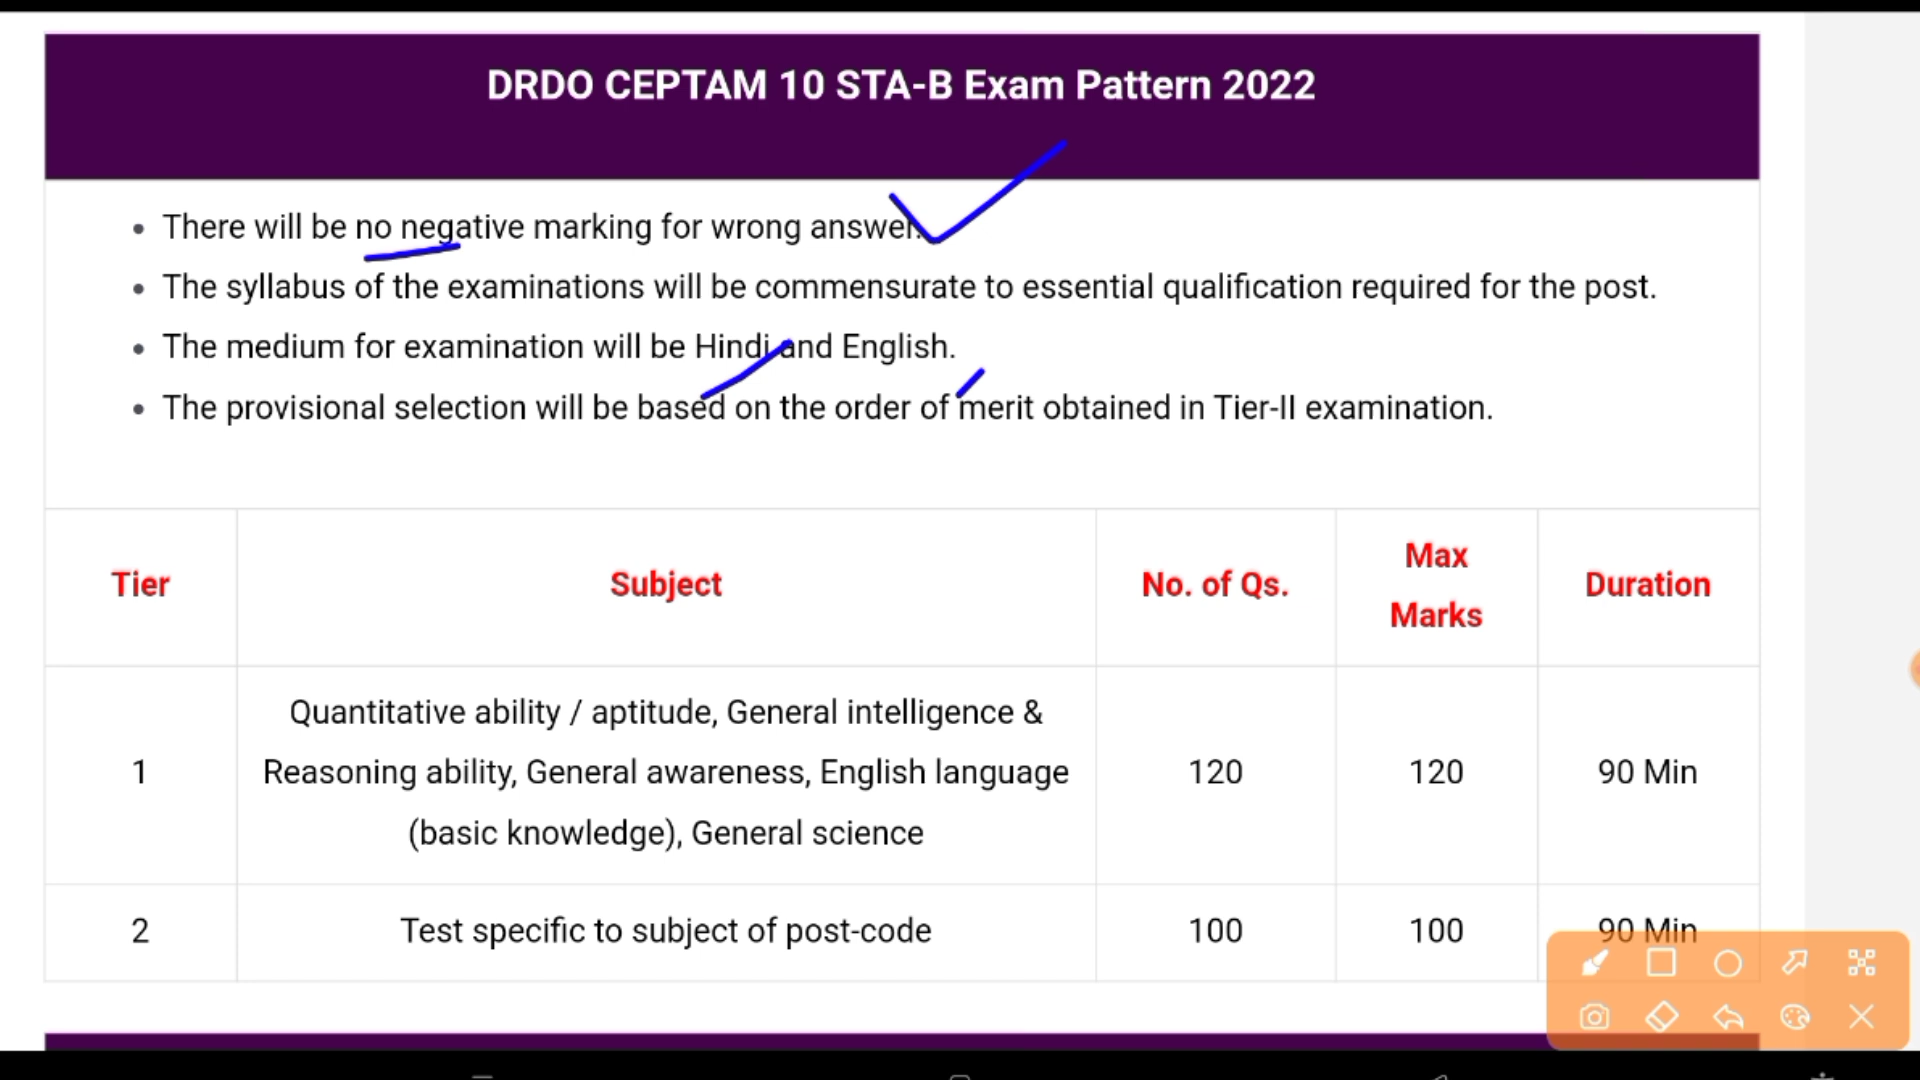 DRDO CEPTAM 10 STA-B Exam Pattern 2022
There will be no negative marking for wrong answer.
The syllabus of the examinations will be commensurate to essential qualification required for the post.
The medium for examination will be Hindi and English.
The provisional selection will be based on the order of merit obtained in Tier-II examination.
Tier Subject No. of Qs. Max Marks Duration
1 Quantitative ability / aptitude, General intelligence &
Reasoning ability, General awareness, English language
(basic knowledge), General science 120 120 90 Min
2 Test specific to subject of post-code 100 100 90 Min